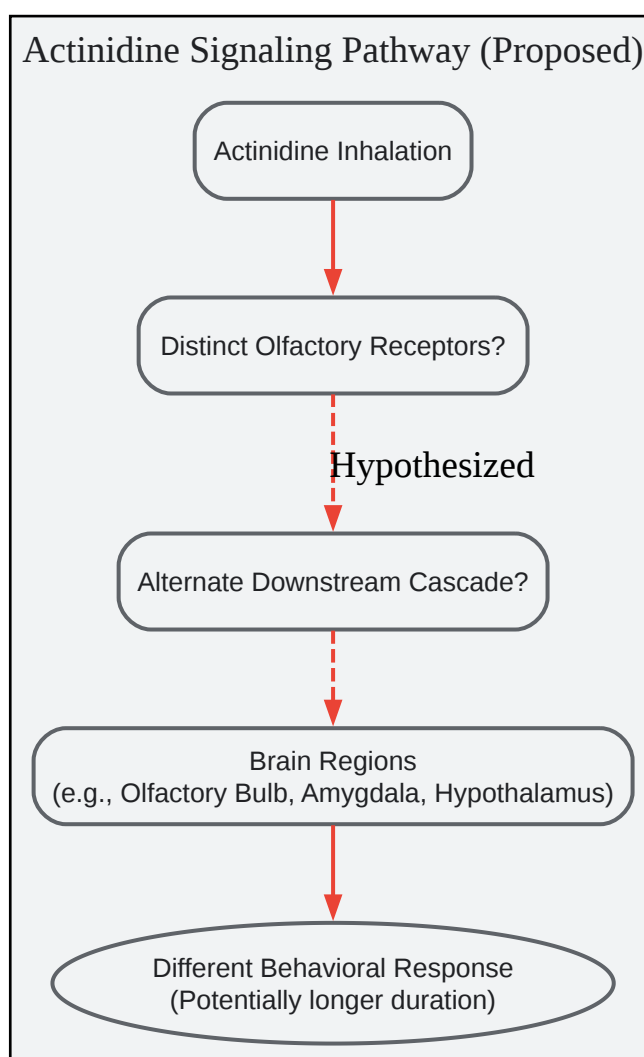 Actinidine Signaling Pathway (Proposed)
Actinidine Inhalation
Distinct Olfactory Receptors?
Hypothesized
Alternate Downstream Cascade?
Brain Regions
(e.g., Olfactory Bulb, Amygdala, Hypothalamus)
Different Behavioral Response
(Potentially longer duration)